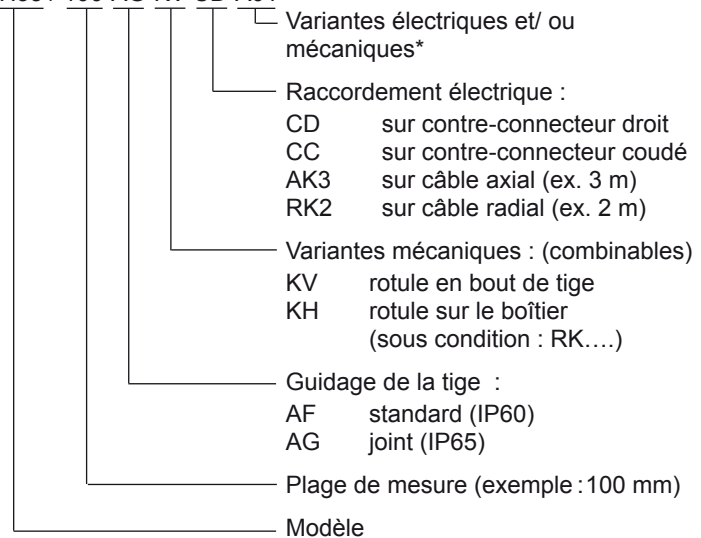 Variantes électriques et/ ou
mécaniques*
Raccordement électrique :
CD sur contre-connecteur droit
CC sur contre-connecteur coudé
AK3 sur câble axial (ex. 3 m)
RK2 sur câble radial (ex. 2 m)
Variantes mécaniques : (combinables)
KV rotule en bout de tige
KH rotule sur le boîtier
(sous condition : RK….)
Guidage de la tige :
AF standard (IP60)
AG joint (IP65)
Plage de mesure (exemple : 100 mm)
Modèle